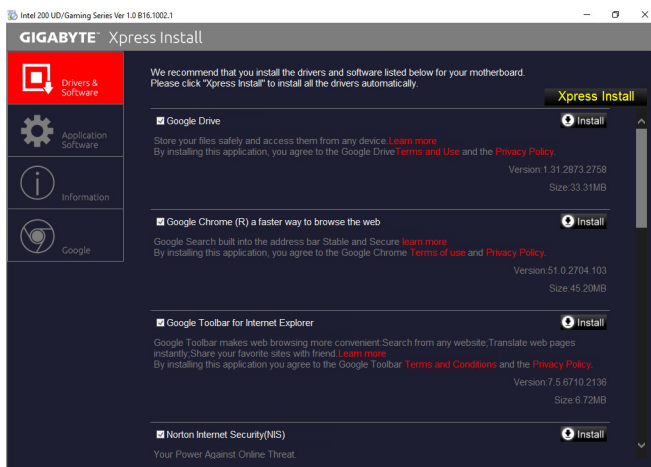 Intel 200 UD/Gaming Series Ver 1.0 B16.1002.1
GIGABYTE™ Xpress Install
Drivers &
Software
Application
Software
Information
Google
We recommend that you install the drivers and software listed below for your motherboard.
Please click "Xpress Install" to install all the drivers automatically.
Xpress Install
Google Drive
Install
Store your files safely and access them from any device.Learn more
By installing this application, you agree to the Google DriveTerms and Use and the Privacy Policy.
Version:1.31.2873.2758
Size:33.31MB
Google Chrome (R) a faster way to browse the web
Install
Google Search built into the address bar Stable and Secure learn more
By installing this application, you agree to the Google Chrome Terms of use and Privacy Policy.
Version:51.0.2704.103
Size:45.20MB
Google Toolbar for Internet Explorer
Install
Google Toolbar makes web browsing more convenient:Search from any website;Translate web pages
instantly;Share your favorite sites with friend.Learn more
By installing this application you agree to the Google Toolbar Terms and Conditions and the Privacy Policy.
Version:7.5.6710.2136
Size:6.72MB
Norton Internet Security(NIS)
Install
Your Power Against Online Threat.